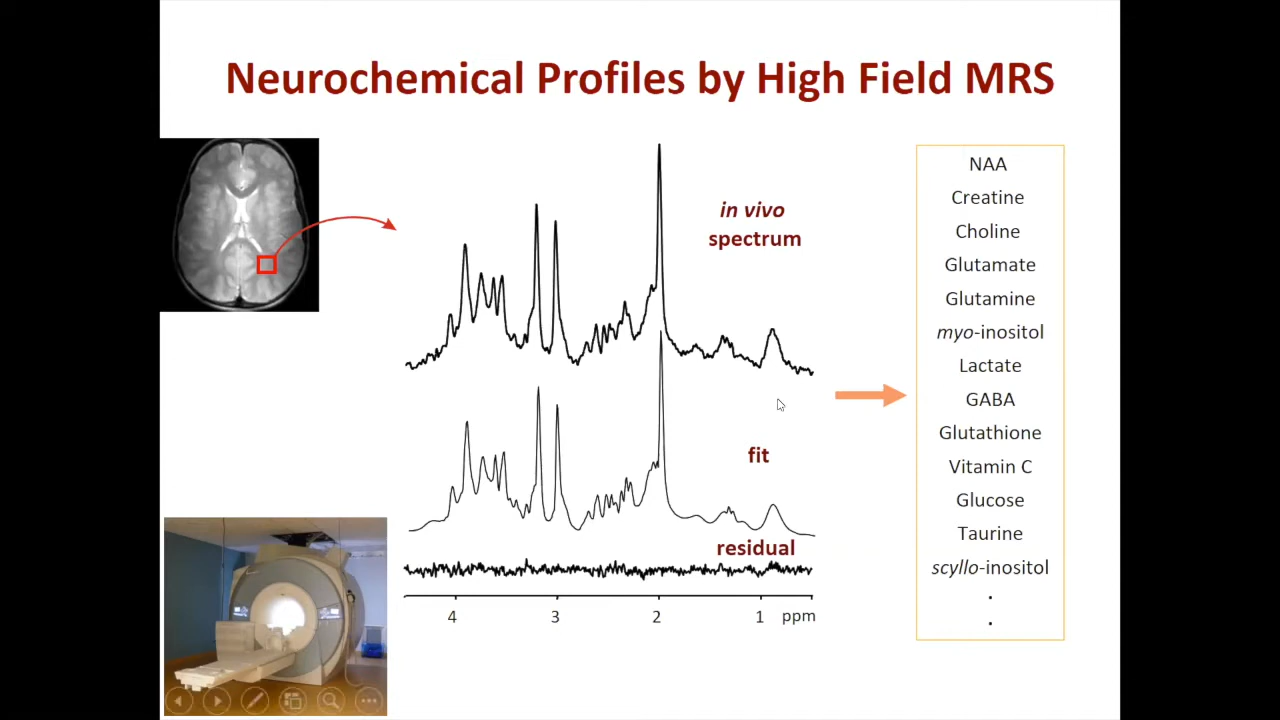 Neurochemical Profiles by High Field MRS
in vivo
spectrum
fit
residual
4 3 2 1 ppm
NAA
Creatine
Choline
Glutamate
Glutamine
myo-inositol
Lactate
GABA
Glutathione
Vitamin C
Glucose
Taurine
scyllo-inositol
.
.